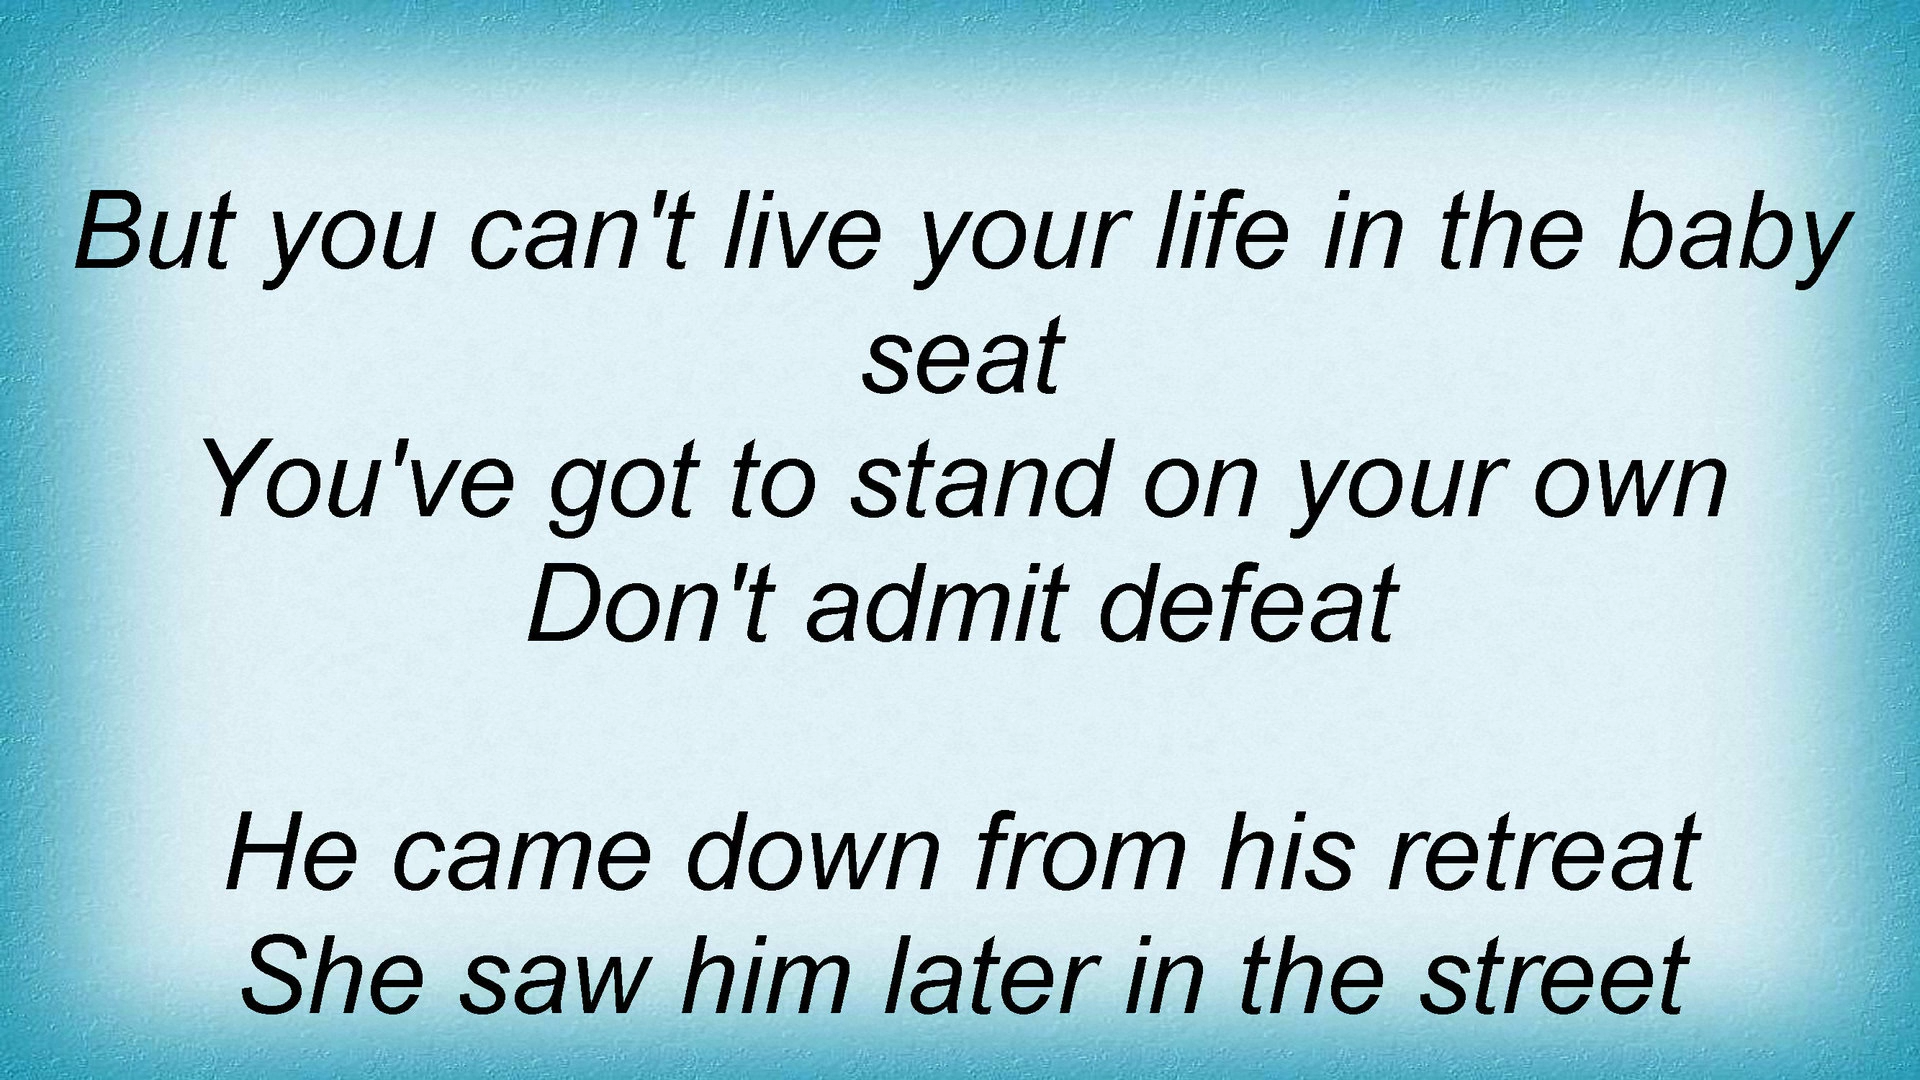 But you can't live your life in the baby
seat
You've got to stand on your own
Don't admit defeat
He came down from his retreat
She saw him later in the street